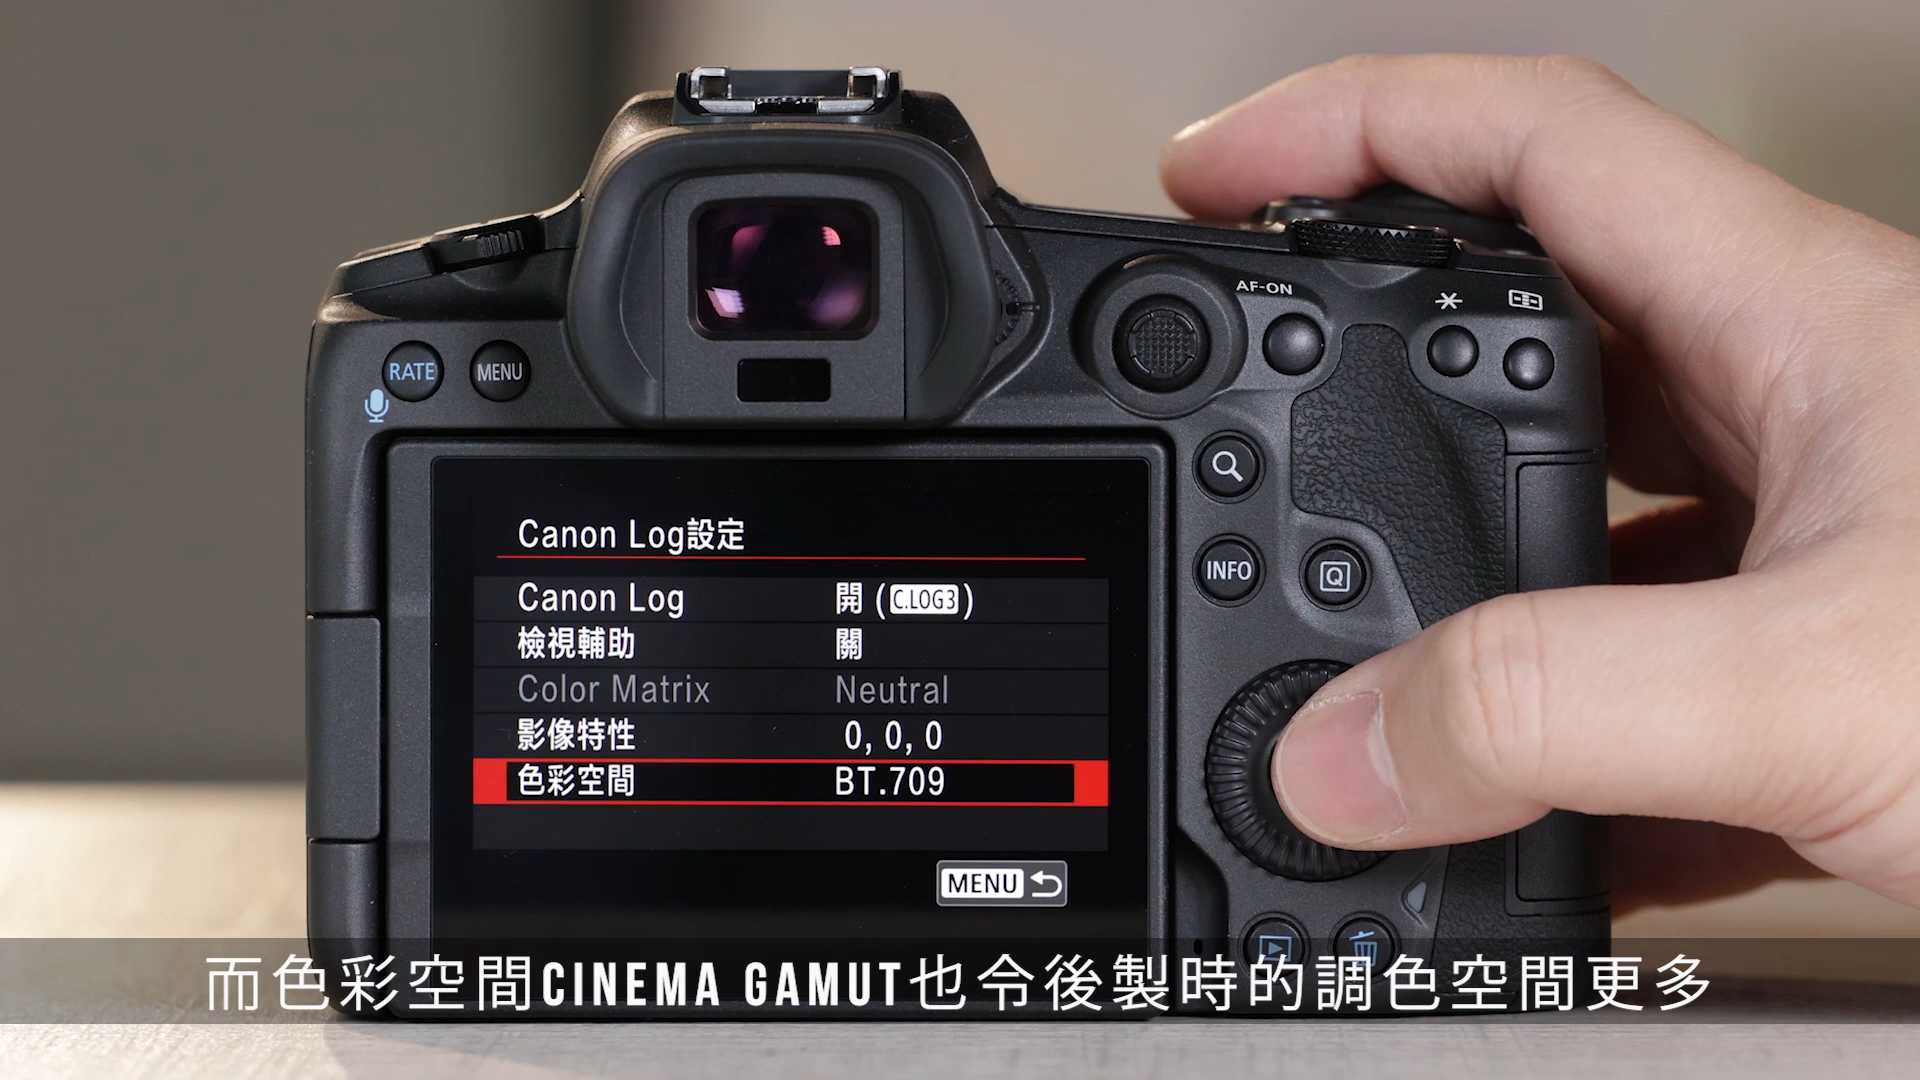 AF-ON
RATE
MENU
INFO
Q
Canon Log設定
Canon Log 開 (C.LOG3)
檢視輔助 關
Color Matrix Neutral
影像特性 0, 0, 0
色彩空間 BT.709
MENU
而色彩空間CINEMA GAMUT也令後製時的調色空間更多